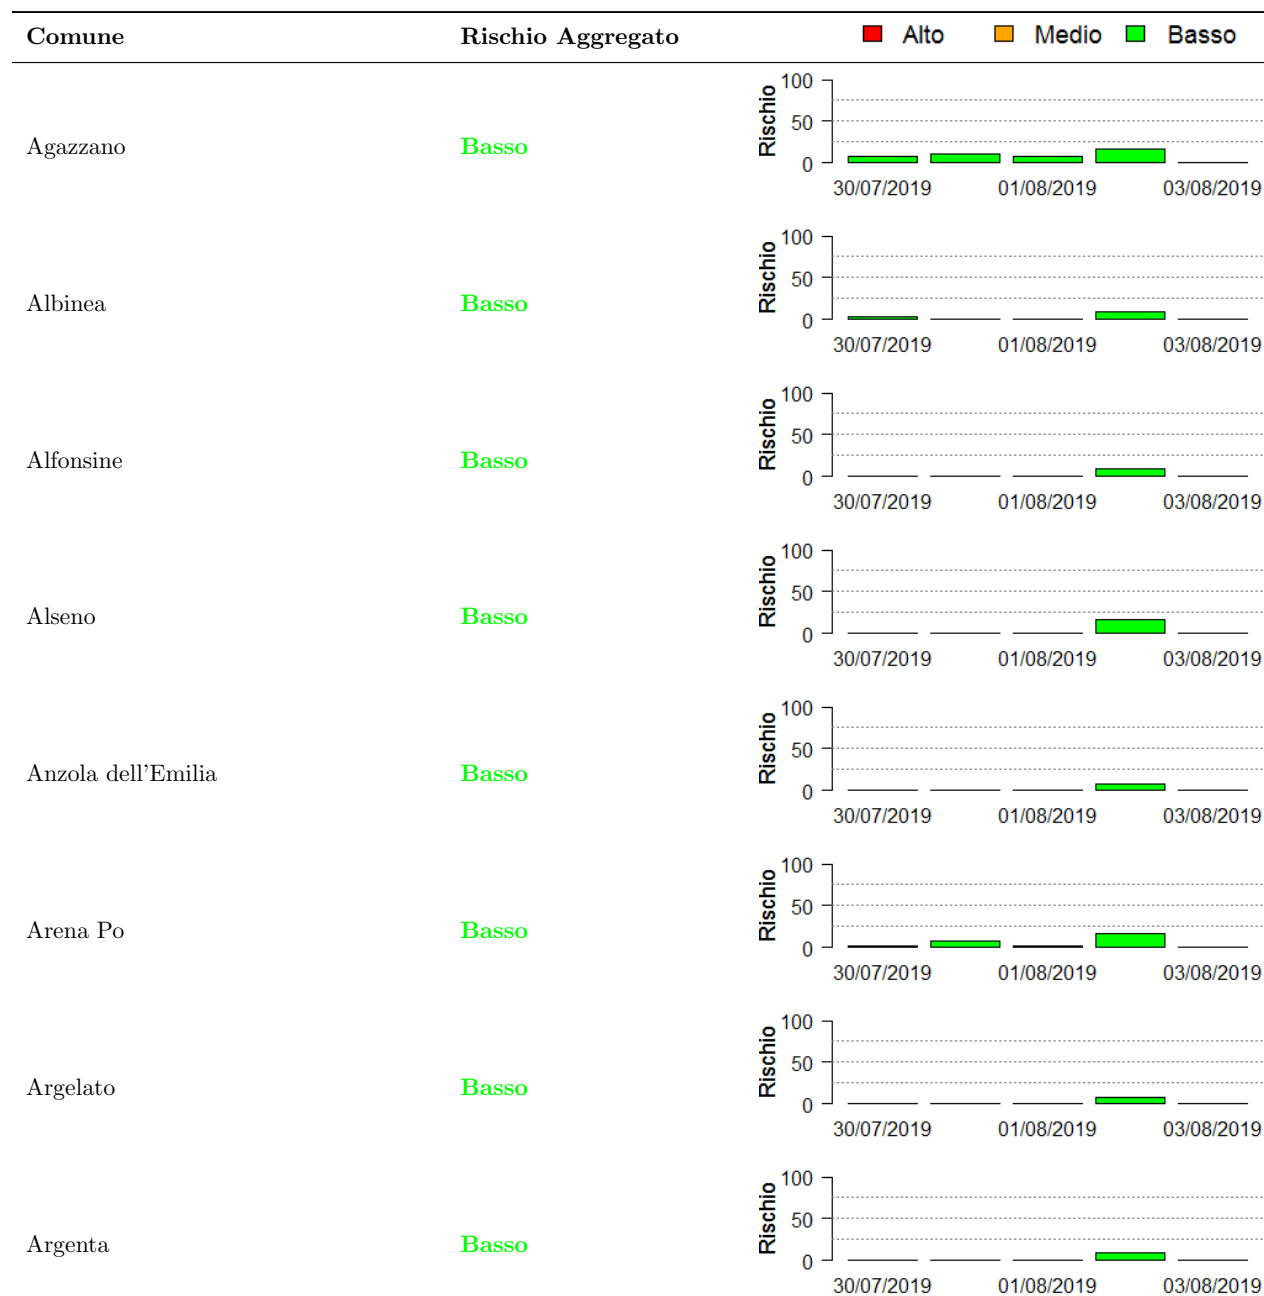 Comune Rischio Aggregato Alto Medio Basso
Agazzano Basso
Rischio
100
50
0
30/07/2019 01/08/2019 03/08/2019
Albinea Basso
Rischio
100
50
0
30/07/2019 01/08/2019 03/08/2019
Alfonsine Basso
Rischio
100
50
0
30/07/2019 01/08/2019 03/08/2019
Alseno Basso
Rischio
100
50
0
30/07/2019 01/08/2019 03/08/2019
Anzola dell'Emilia Basso
Rischio
100
50
0
30/07/2019 01/08/2019 03/08/2019
Arena Po Basso
Rischio
100
50
0
30/07/2019 01/08/2019 03/08/2019
Argelato Basso
Rischio
100
50
0
30/07/2019 01/08/2019 03/08/2019
Argenta Basso
Rischio
100
50
0
30/07/2019 01/08/2019 03/08/2019